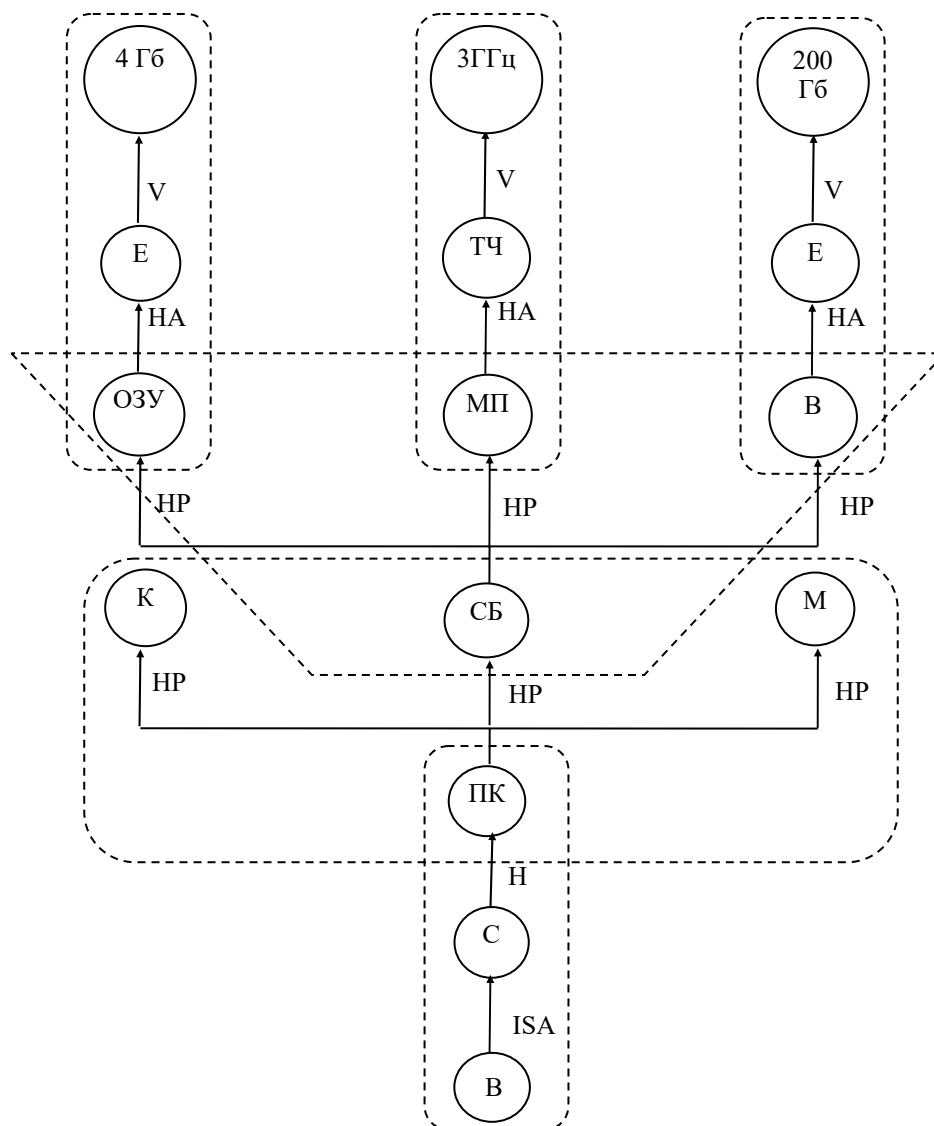 4 Гб
3ГГц
200
Гб
V
V
V
Е
ТЧ
Е
НА
НА
НА
ОЗУ
МП
В
НР
НР
НР
К
СБ
М
НР
НР
НР
ПК
Н
С
ISA
В